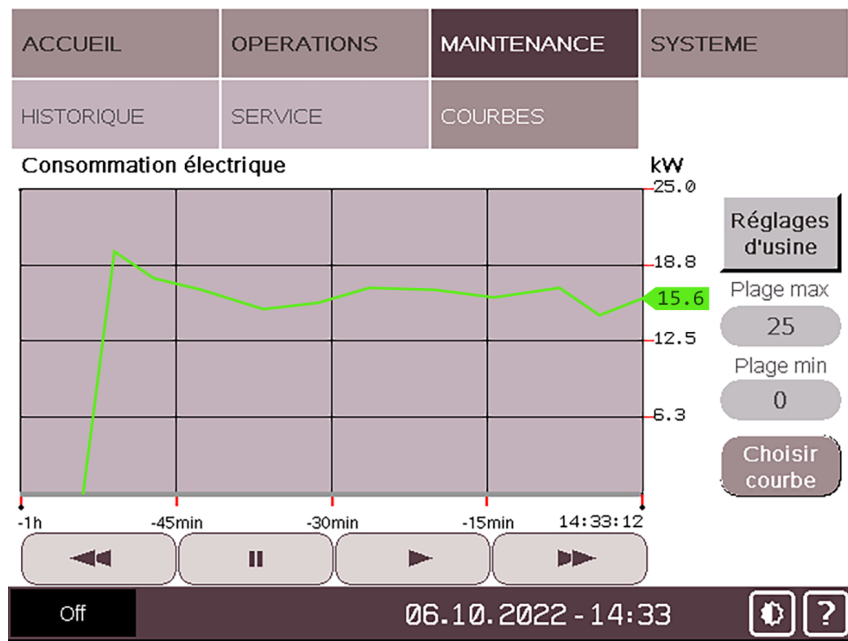 ACCUEIL
OPERATIONS
MAINTENANCE
SYSTEME
HISTORIQUE
SERVICE
COURBES
Consommation électrique
kW
25.0
18.8
15.6
12.5
6.3
Réglages
d'usine
Plage max
25
Plage min
0
Choisir
courbe
-1h
-45min
-30min
-15min
14:33:12
Off
06.10.2022 - 14:33
?